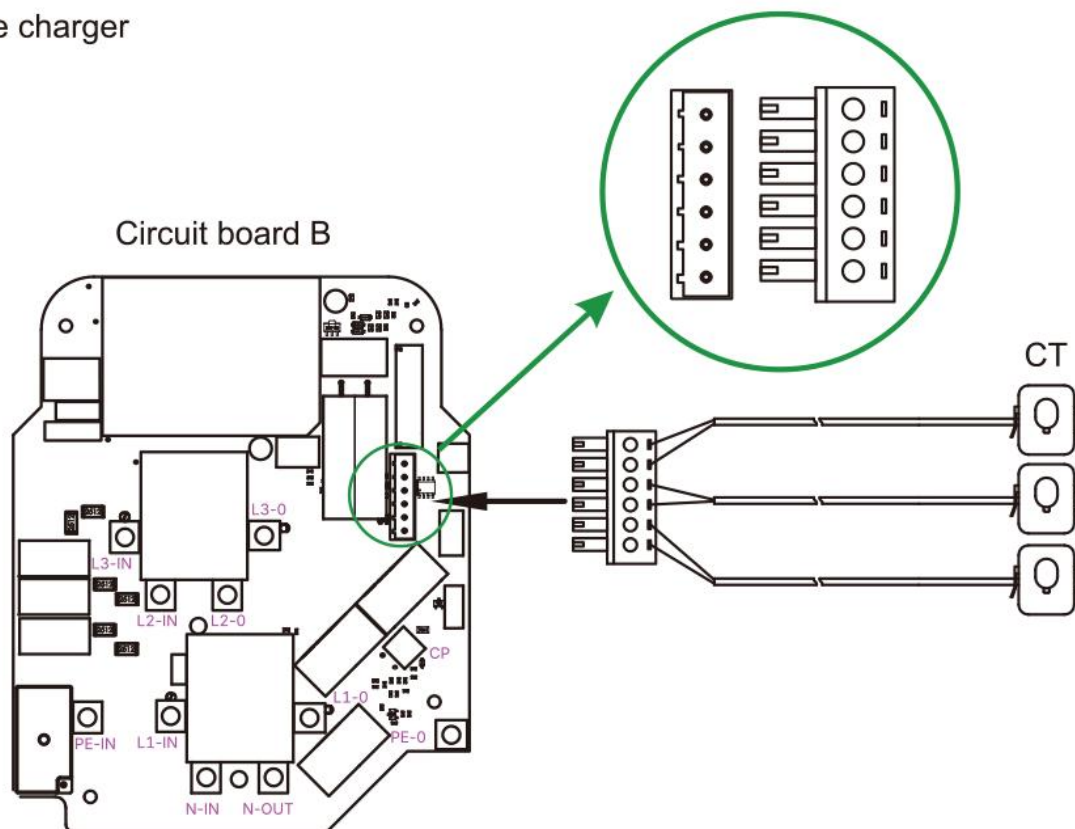 e charger
Circuit board B
CT
L3-0
L3-IN
L2-IN
L2-0
CP
L1-0
PE-IN
L1-IN
PE-0
N-IN
N-OUT